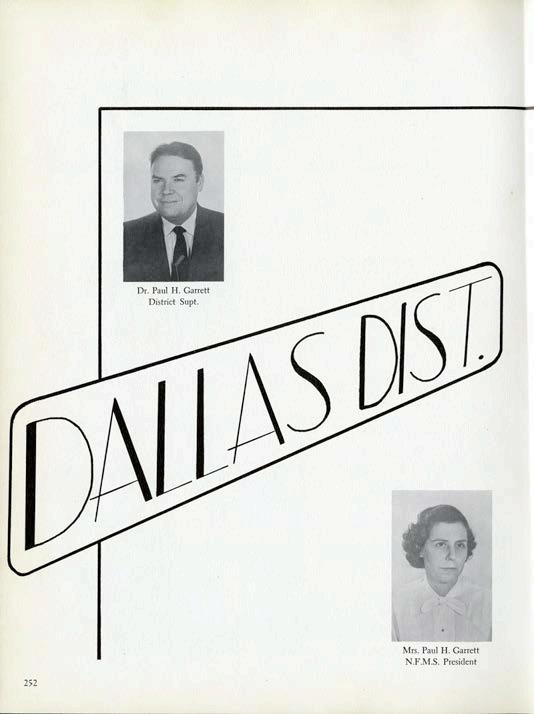 Dr. Paul H. Garrett
District Supt.
DALLAS DIST.
Mrs. Paul H. Garrett
N.F.M.S. President
252